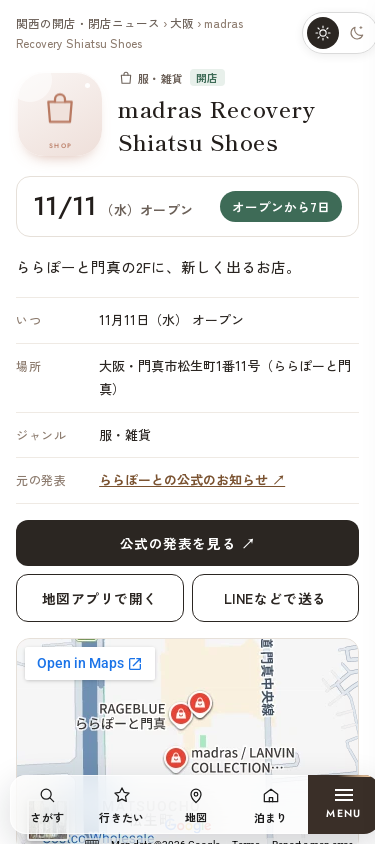 関西の開店・閉店ニュース › 大阪 › madras
Recovery Shiatsu Shoes
服・雑貨 開店
madras Recovery
Shiatsu Shoes
SHOP
11/11 （水）オープン オープンから7日
ららぽーと門真の2Fに、新しく出るお店。
いつ 11月11日（水） オープン
場所 大阪・門真市松生町1番11号（ららぽーと門
真）
ジャンル 服・雑貨
元の発表 ららぽーとの公式のお知らせ ↗
公式の発表を見る ↗
地図アプリで開く LINEなどで送る
Open in Maps
道門真中央線
RAGEBLUE
ららぽーと門真
madras / LANVIN
COLLECTION…
さがす 行きたい 地図 泊まり MENU